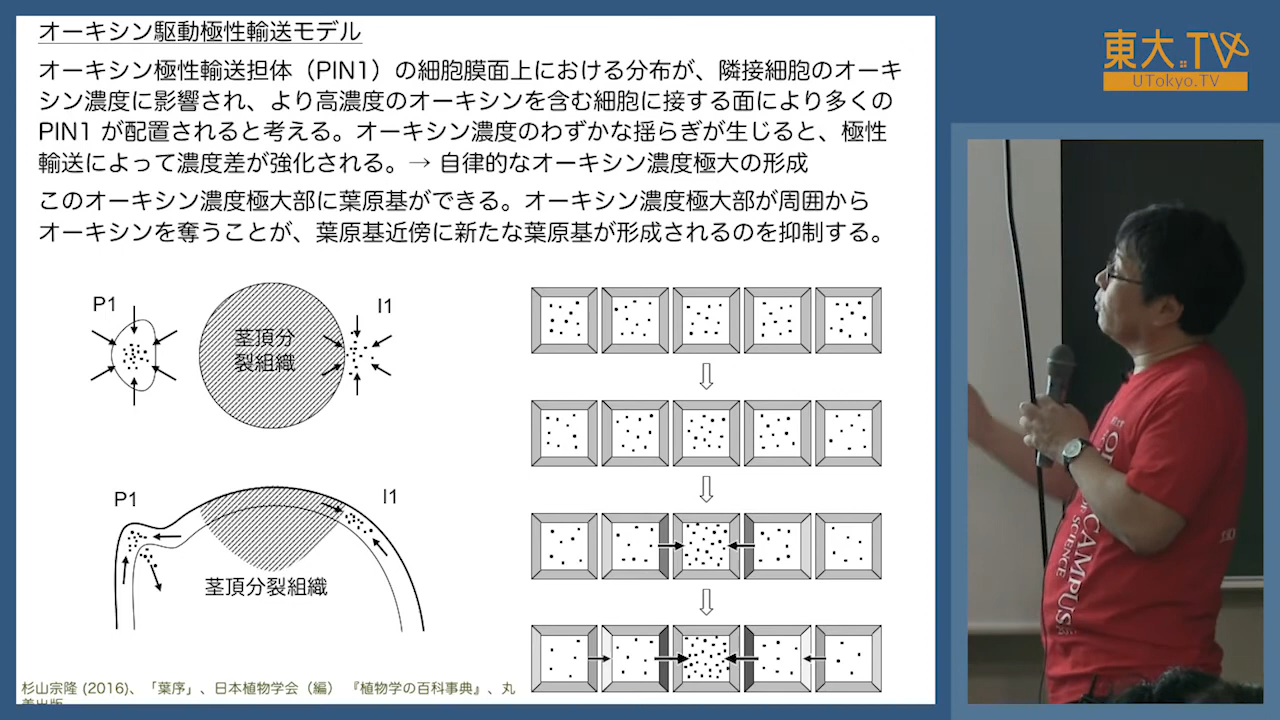 オーキシン駆動極性輸送モデル
オーキシン極性輸送担体（PIN1）の細胞膜面上における分布が、隣接細胞のオーキ
シン濃度に影響され、より高濃度のオーキシンを含む細胞に接する面により多くの
PIN1 が配置されると考える。オーキシン濃度のわずかな揺らぎが生じると、極性
輸送によって濃度差が強化される。→ 自律的なオーキシン濃度極大の形成
このオーキシン濃度極大部に葉原基ができる。オーキシン濃度極大部が周囲から
オーキシンを奪うことが、葉原基近傍に新たな葉原基が形成されるのを抑制する。
P1
茎頂分
裂組織
I1
P1
I1
茎頂分裂組織
杉山宗隆 (2016)、「葉序」、日本植物学会（編）『植物学の百科事典』、丸
善出版
東大.TV
UTokyo.TV
OF SCIENCE
CAMPUS